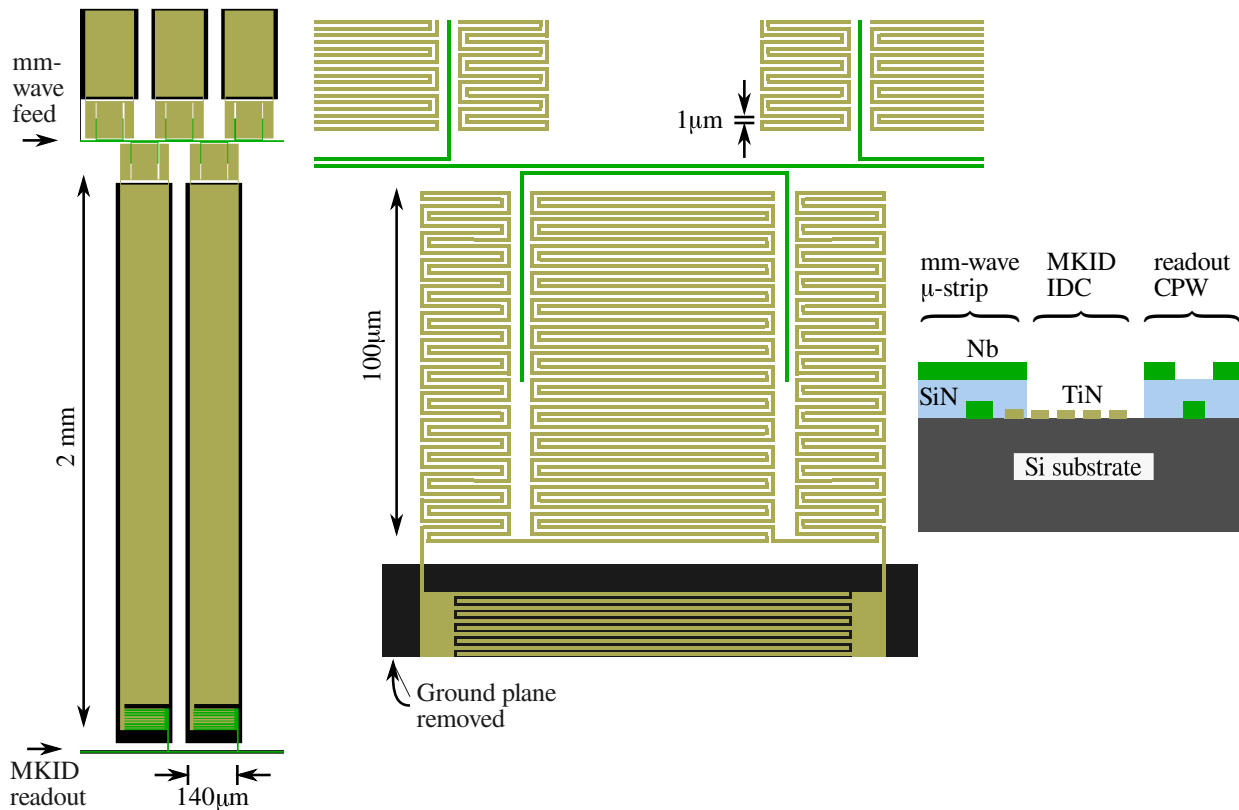 mm-
wave
feed
2 mm
MKID
readout
140μm
1μm
100μm
Ground plane
removed
mm-wave
μ-strip
MKID
IDC
readout
CPW
Nb
SiN
TiN
Si substrate